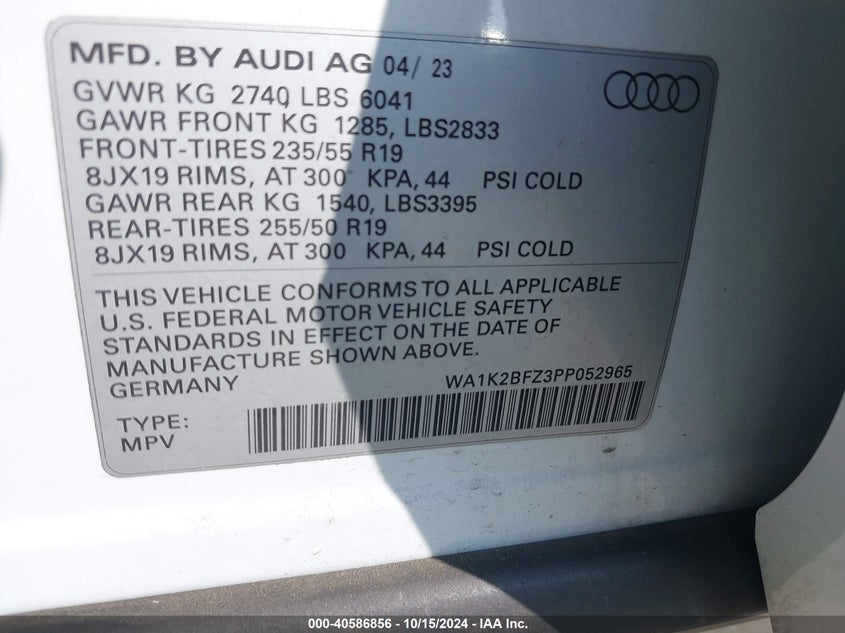 MFD. BY AUDI AG 04/ 23
GVWR KG 2740 LBS 6041
GAWR FRONT KG 1285, LBS2833
FRONT-TIRES 235/55 R19
8JX19 RIMS, AT 300 KPA, 44 PSI COLD
GAWR REAR KG 1540, LBS3395
REAR-TIRES 255/50 R19
8JX19 RIMS, AT 300 KPA, 44 PSI COLD
THIS VEHICLE CONFORMS TO ALL APPLICABLE
U.S. FEDERAL MOTOR VEHICLE SAFETY
STANDARDS IN EFFECT ON THE DATE OF
MANUFACTURE SHOWN ABOVE.
GERMANY WA1K2BFZ3PP052965
TYPE:
MPV
000-40586856 - 10/15/2024 - IAAI.COM